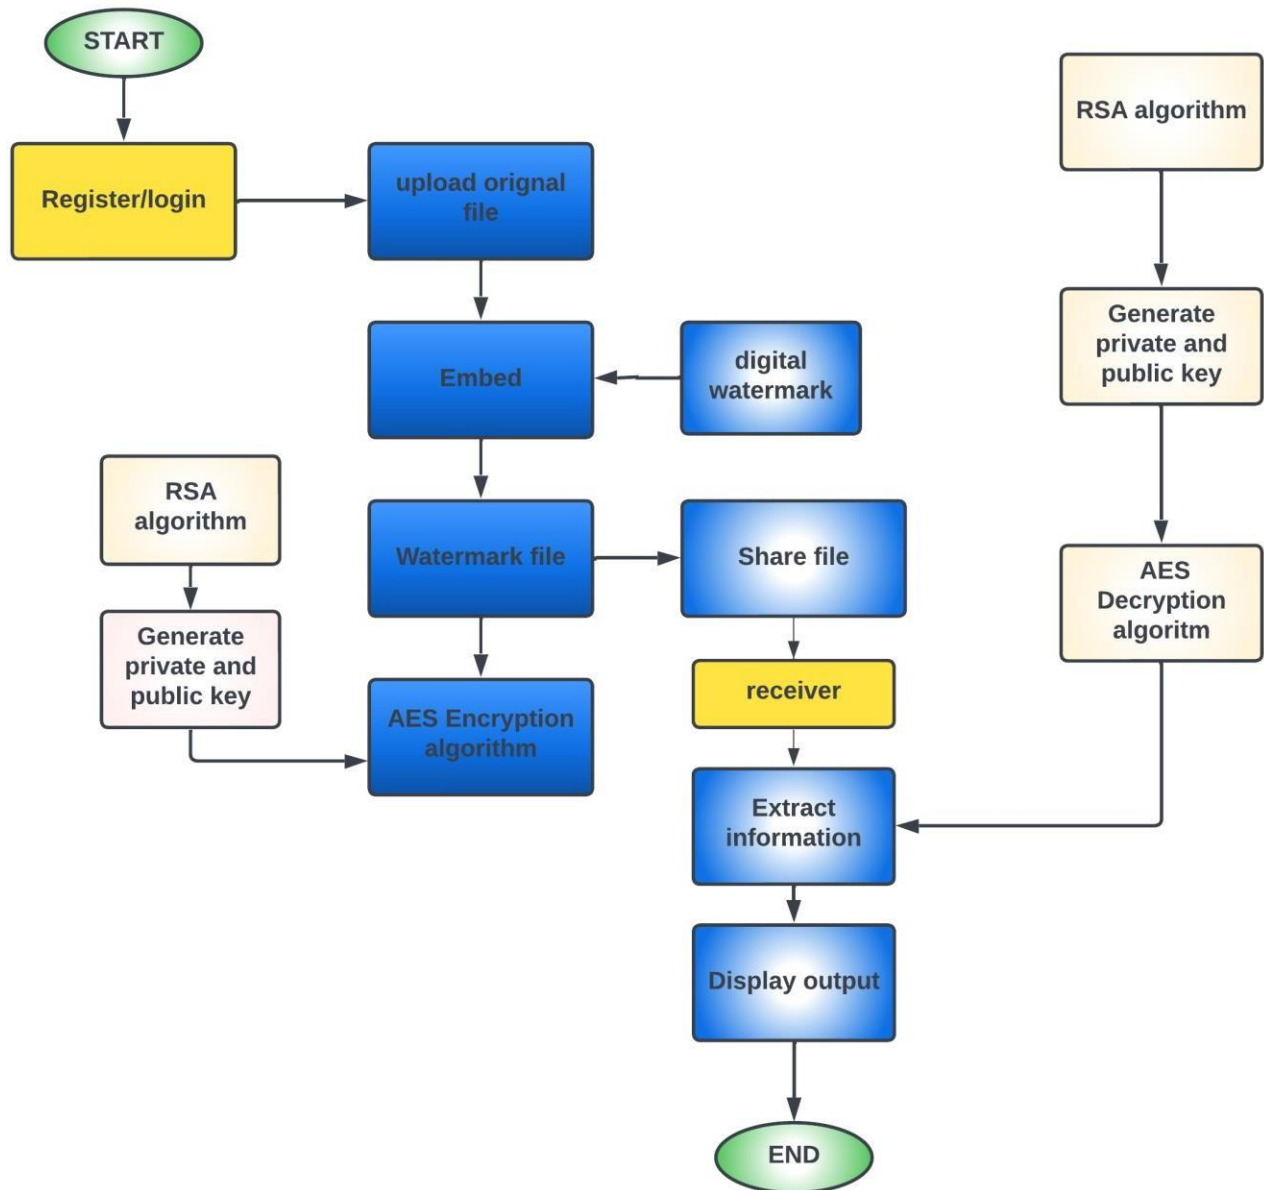 START
Register/login
upload orignal
file
Embed
digital
watermark
RSA
algorithm
Generate
private and
public key
Watermark file
AES Encryption
algorithm
Share file
receiver
Extract
information
Display output
END
RSA algorithm
Generate
private and
public key
AES
Decryption
algoritm